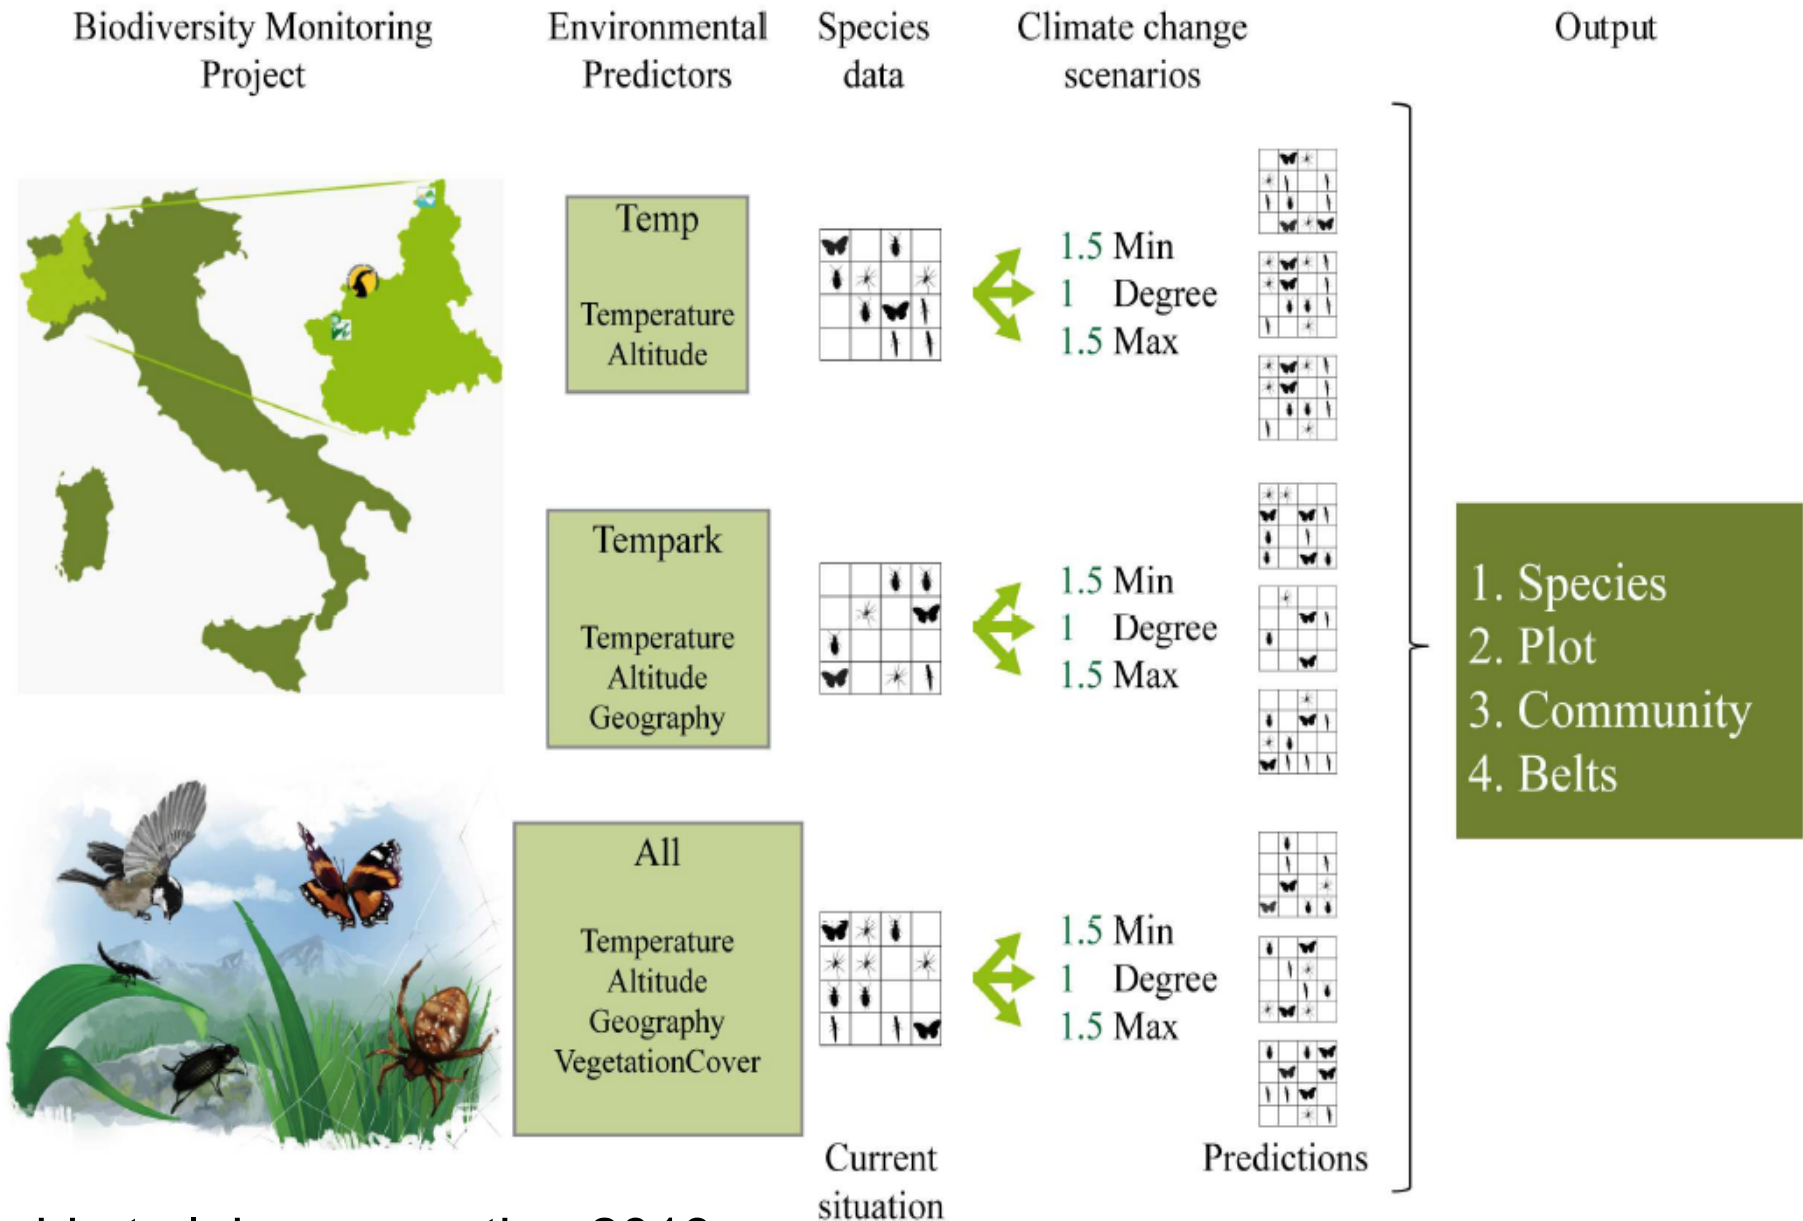 Biodiversity Monitoring
Project
Environmental
Predictors
Species
data
Climate change
scenarios
Output
Temp
Temperature
Altitude
1.5 Min
1 Degree
1.5 Max
Tempark
Temperature
Altitude
Geography
1.5 Min
1 Degree
1.5 Max
All
Temperature
Altitude
Geography
VegetationCover
1.5 Min
1 Degree
1.5 Max
Current
situation
Predictions
1. Species
2. Plot
3. Community
4. Belts